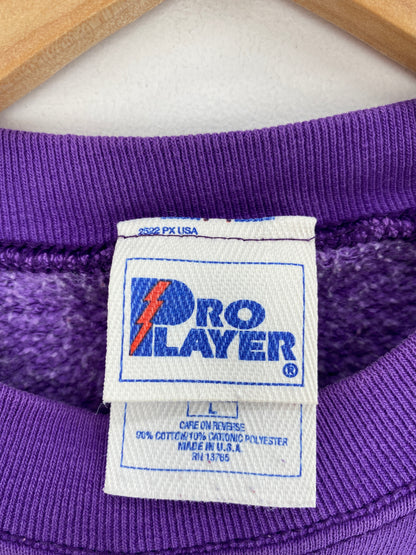 2522 PX USA
PRO
PLAYER
®
L
CARE ON REVERSE
90% COTTON/10% CATIONIC POLYESTER
MADE IN U.S.A
RN 13765